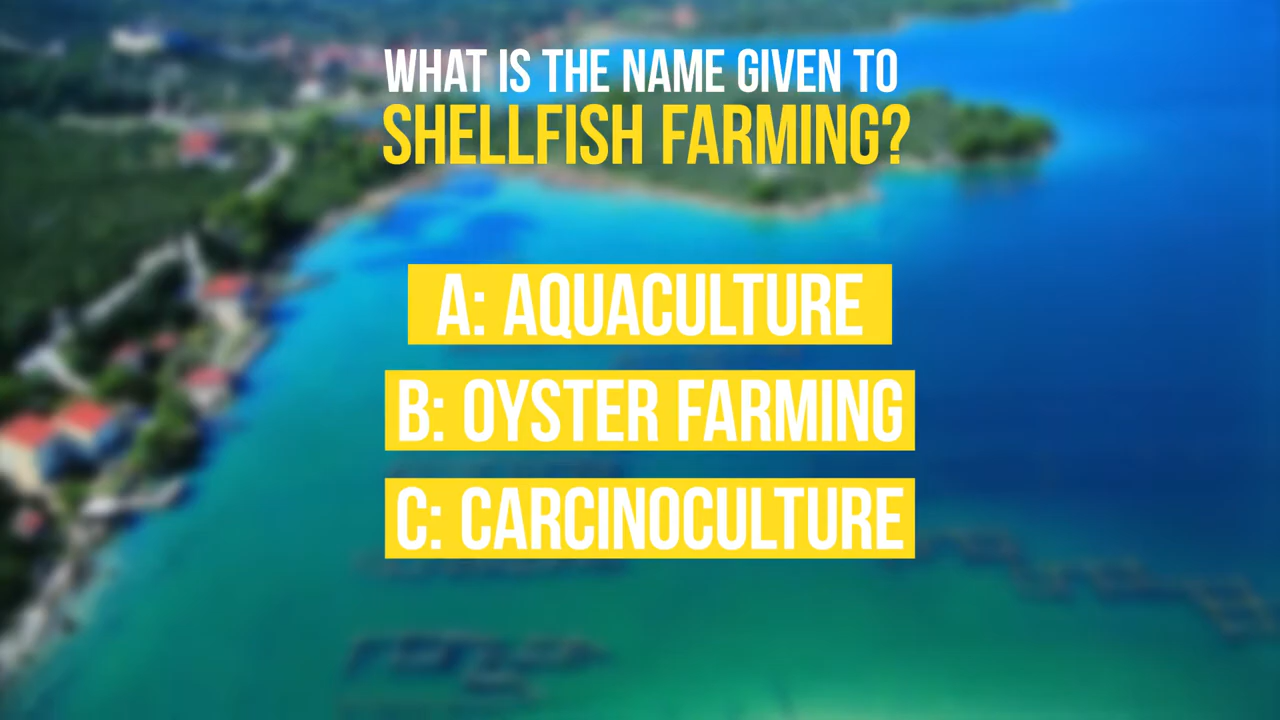 WHAT IS THE NAME GIVEN TO
SHELLFISH FARMING?
A: AQUACULTURE
B: OYSTER FARMING
C: CARCINOCULTURE